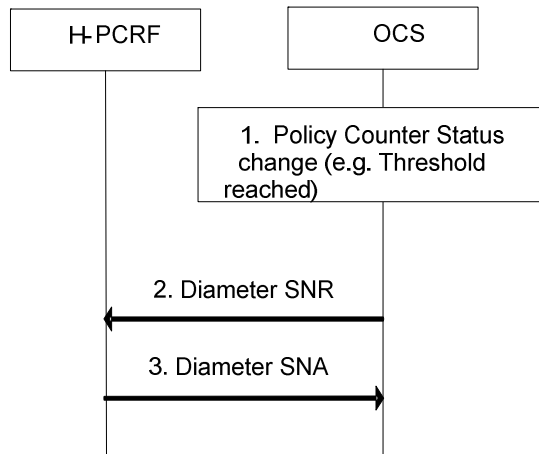 H-PCRF
OCS
1. Policy Counter Status
change (e.g. Threshold
reached)
2. Diameter SNR
3. Diameter SNA